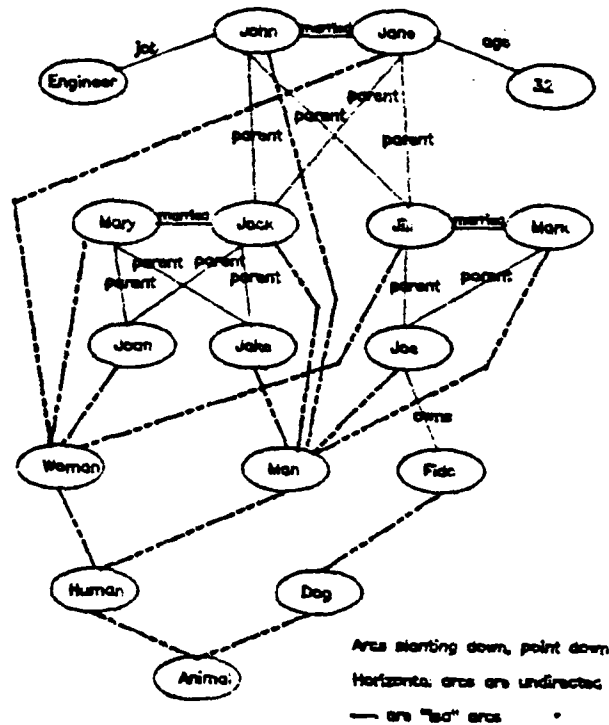 John married Jane
job age
Engineer 32
parent parent
parent parent
Mary married Jack married Mark
parent parent parent parent
parent parent
Joan Jake Joe
owns
Woman Man Fido
Human Dog
Arcs slanting down, point down
Horizontal arcs are undirected
Animal
are "isa" arcs